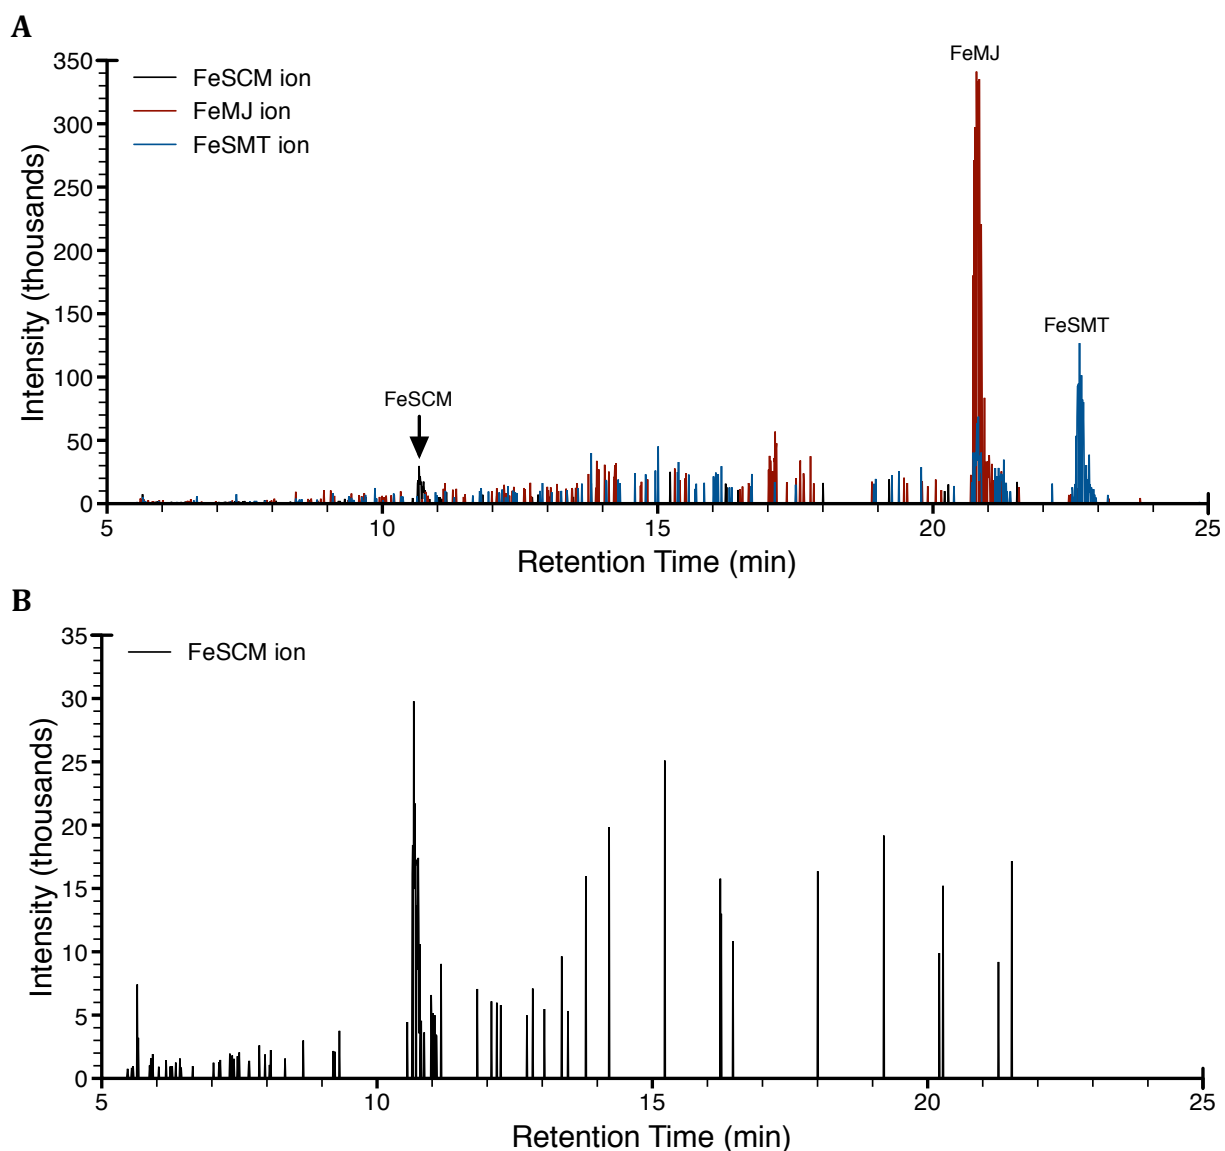 A
350
300
250
200
150
100
50
0
Intensity (thousands)
FeSCM ion
FeMJ ion
FeSMT ion
FeSCM
FeMJ
FeSMT
5 10 15 20 25
Retention Time (min)
B
35
30
25
20
15
10
5
0
Intensity (thousands)
FeSCM ion
5 10 15 20 25
Retention Time (min)